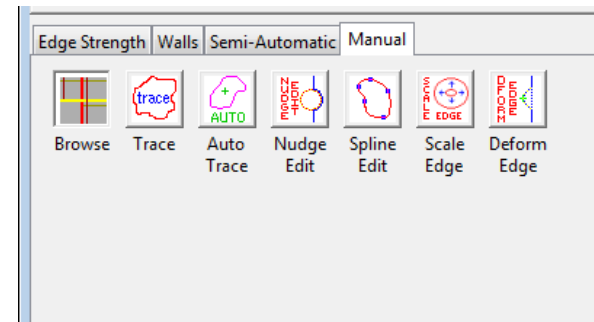 Edge Strength Walls Semi-Automatic Manual
trace AUTO NUDGE EDIT SCALE EDGE DEFORM EDGE
Browse Trace Auto Nudge Spline Scale Deform
Trace Edit Edit Edge Edge